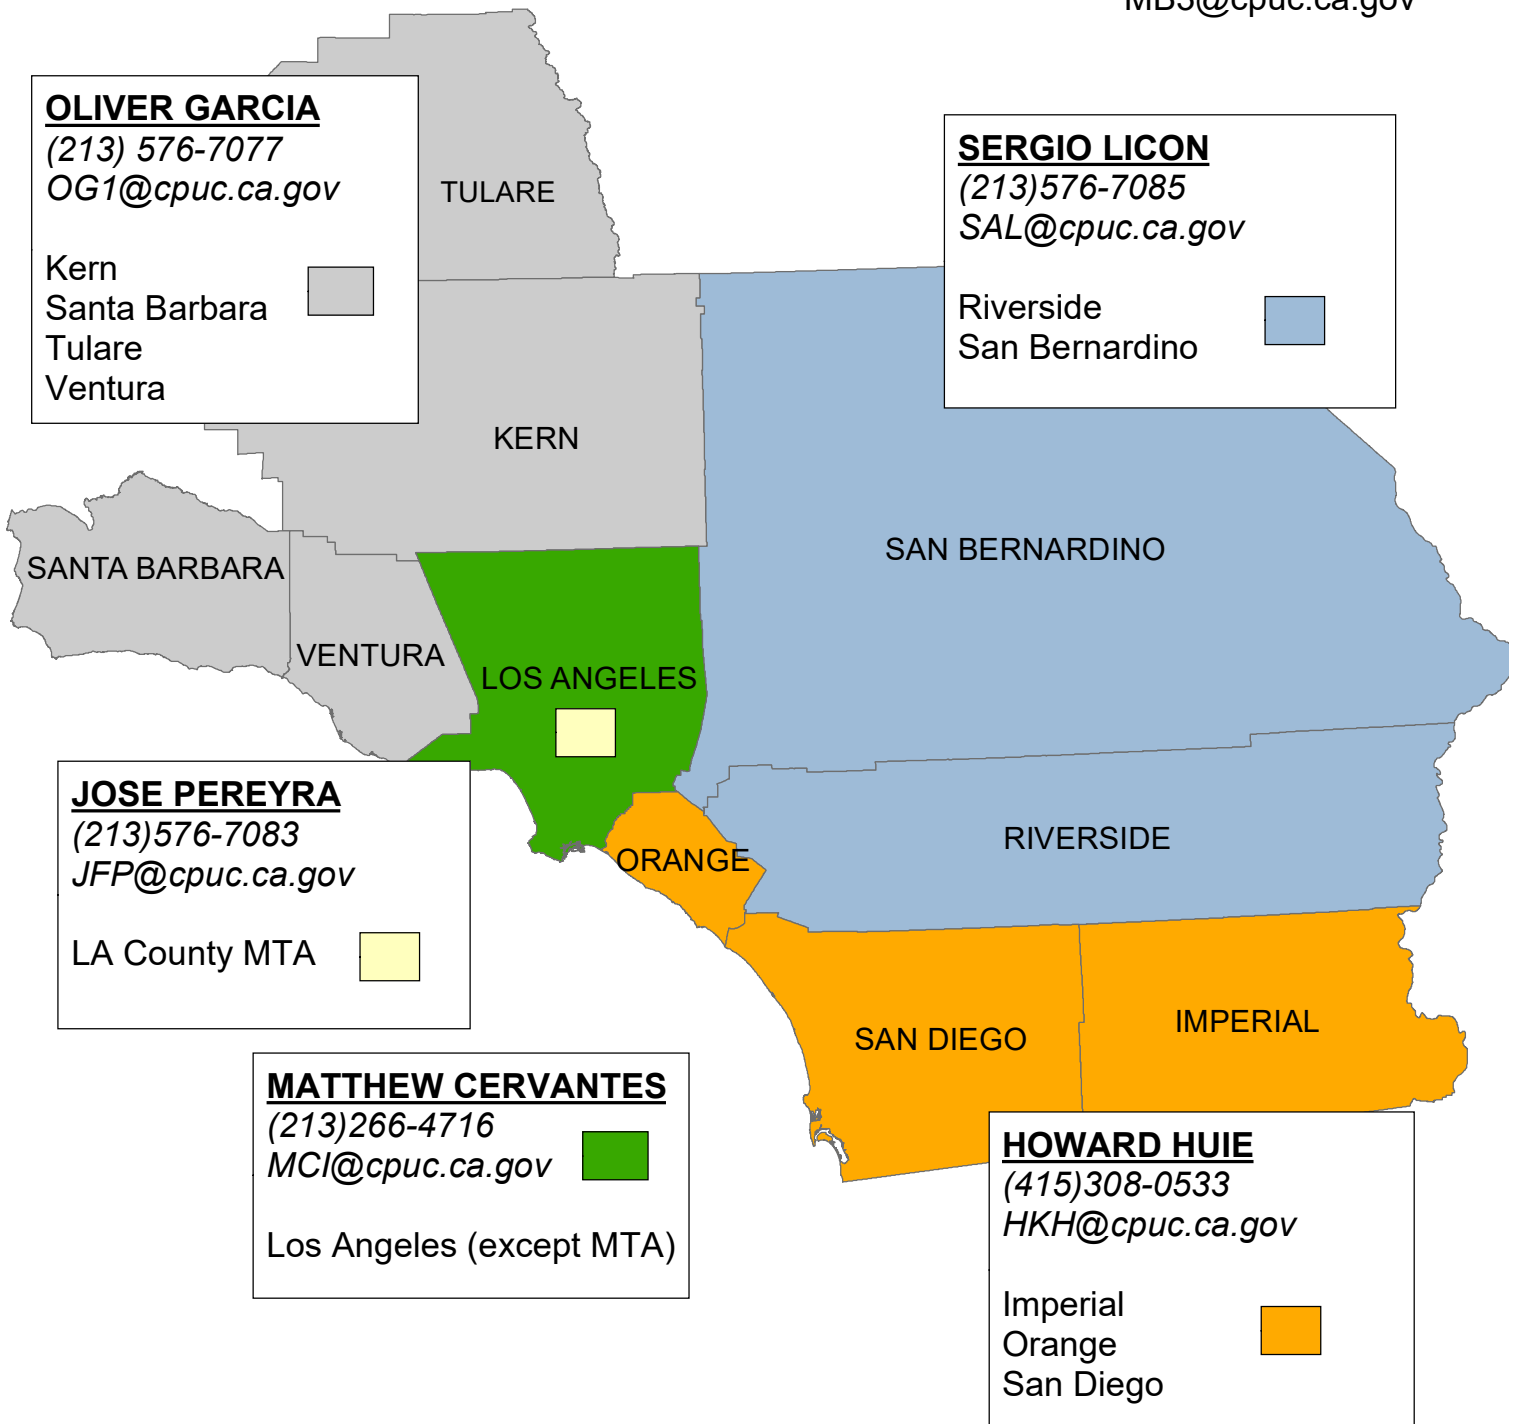 MB3@cpuc.ca.gov
OLIVER GARCIA
(213) 576-7077
OG1@cpuc.ca.gov
Kern
Santa Barbara
Tulare
Ventura
SERGIO LICON
(213)576-7085
SAL@cpuc.ca.gov
Riverside
San Bernardino
TULARE
KERN
SAN BERNARDINO
SANTA BARBARA
VENTURA
LOS ANGELES
RIVERSIDE
ORANGE
SAN DIEGO
IMPERIAL
JOSE PEREYRA
(213)576-7083
JFP@cpuc.ca.gov
LA County MTA
MATTHEW CERVANTES
(213)266-4716
MCI@cpuc.ca.gov
Los Angeles (except MTA)
HOWARD HUIE
(415)308-0533
HKH@cpuc.ca.gov
Imperial
Orange
San Diego